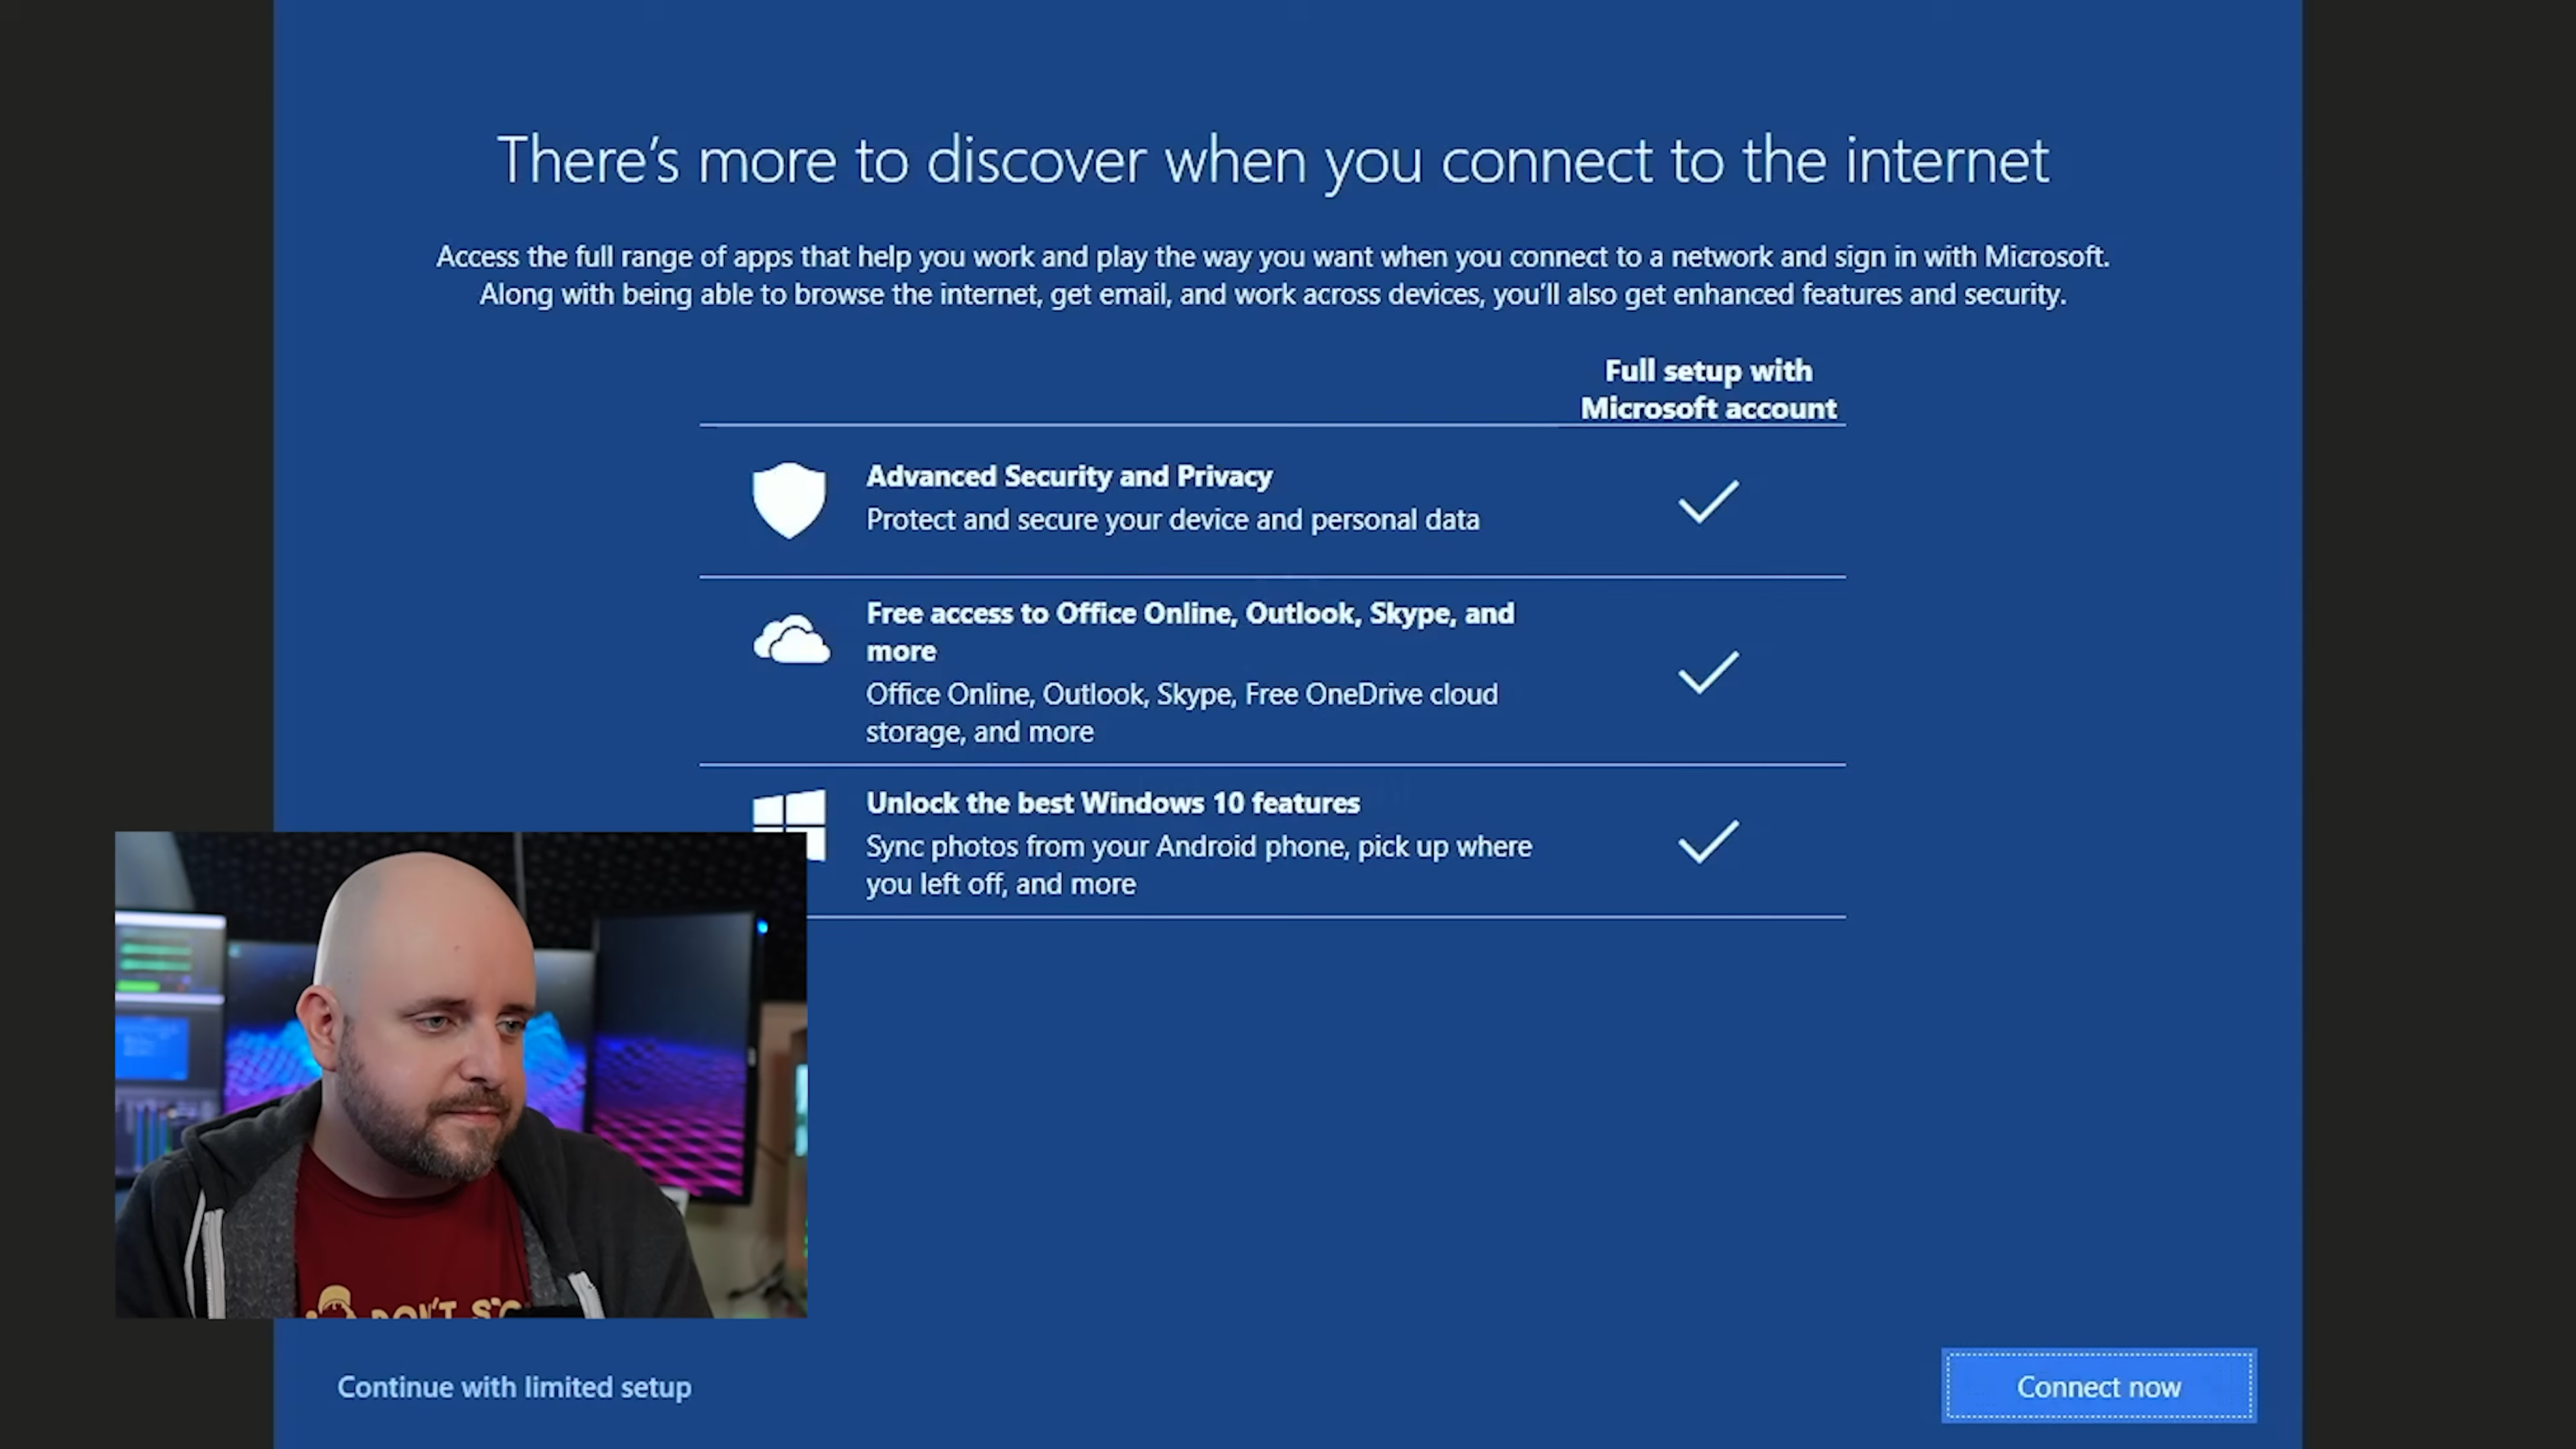 There's more to discover when you connect to the internet
Access the full range of apps that help you work and play the way you want when you connect to a network and sign in with Microsoft.
Along with being able to browse the internet, get email, and work across devices, you'll also get enhanced features and security.
Full setup with
Microsoft account
Advanced Security and Privacy
Protect and secure your device and personal data
Free access to Office Online, Outlook, Skype, and
more
Office Online, Outlook, Skype, Free OneDrive cloud
storage, and more
Unlock the best Windows 10 features
Sync photos from your Android phone, pick up where
you left off, and more
DON'T
Continue with limited setup
Connect now